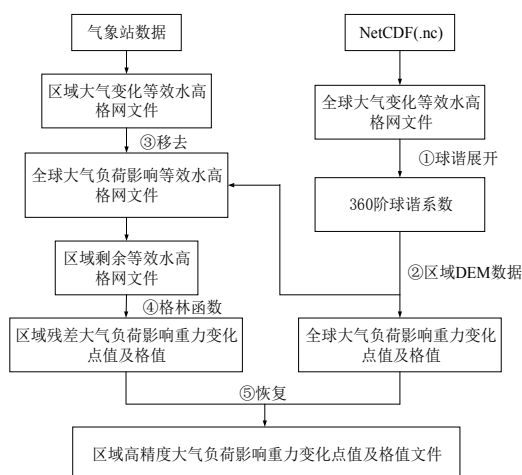 气象站数据
NetCDF(.nc)
区域大气变化等效水高
格网文件
全球大气变化等效水高
格网文件
③移去
①球谐展开
全球大气负荷影响等效水高
格网文件
360阶球谐系数
区域剩余等效水高
格网文件
②区域DEM数据
④格林函数
区域残差大气负荷影响重力变化
点值及格值
全球大气负荷影响重力变化
点值及格值
⑤恢复
区域高精度大气负荷影响重力变化点值及格值文件